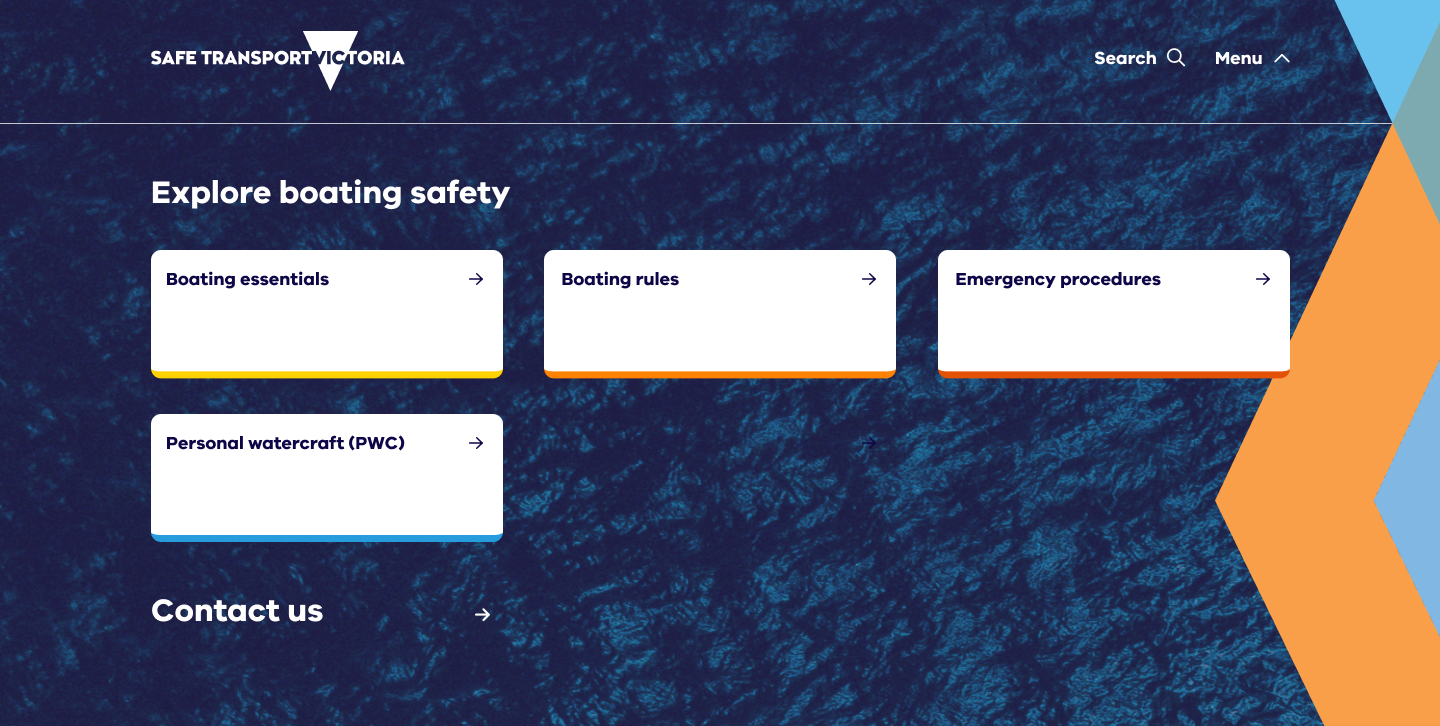 SAFE TRANSPORT VICTORIA
Search
Menu
Explore boating safety
Boating essentials
Boating rules
Emergency procedures
Personal watercraft (PWC)
Contact us